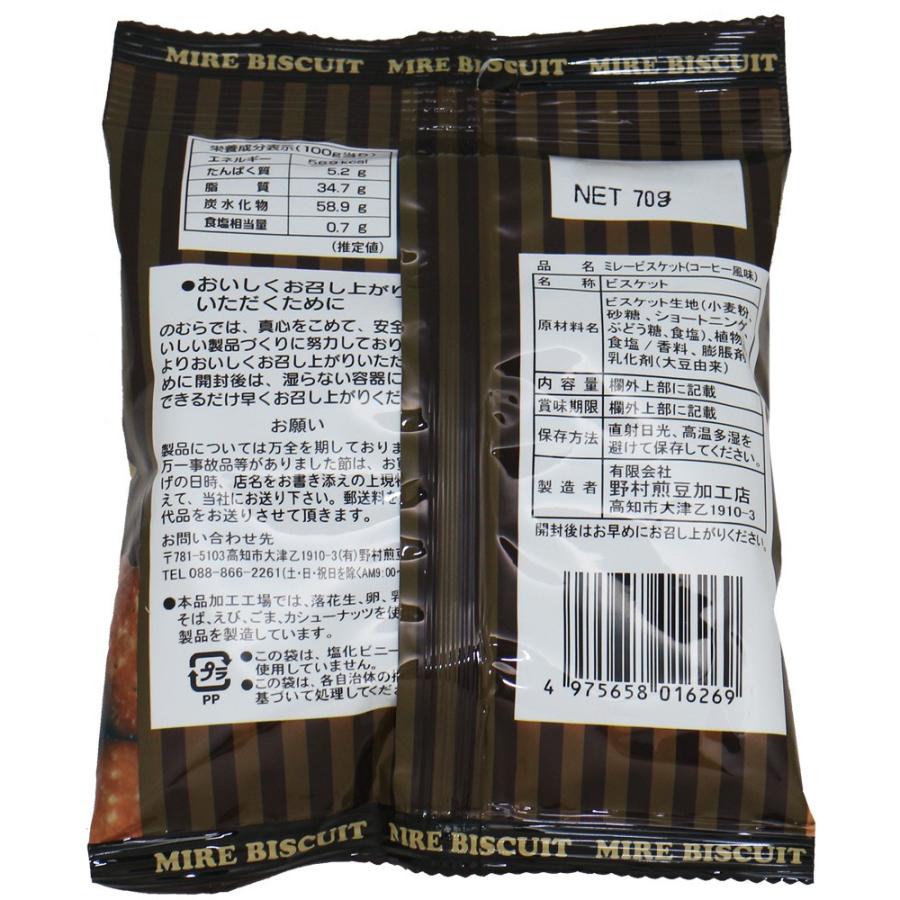 MIRE BISCUIT MIRE BISCUIT MIRE BISCUIT
栄養成分表示(100g当り)
エネルギー 569kcal
たんぱく質 5.2 g
脂質 34.7 g
炭水化物 58.9 g
食塩相当量 0.7 g
(推定値)
●おいしくお召し上がり
いただくために
のむらでは、真心をこめて、安全
いしい製品づくりに努力しており
よりおいしくお召し上がりいただ
めに開封後は、湿らない容器に
できるだけ早くお召し上がりくだ
お願い
製品については万全を期しておりま
万一事故品等がありました節は、お買
げの日時、店名をお書き添えの上現物
えて、当社にお送り下さい。郵送料を
代品をお送りさせて頂きます。
お問い合わせ先
〒781-5103高知市大津乙1910-3(有)野村煎豆
TEL 088-866-2261(土・日・祝日を除くAM9:00~
●本品加工工場では、落花生、卵、乳
そば、えび、ごま、カシューナッツを使
製品を製造しています。
プラ
PP
●この袋は、塩化ビニー
使用していません。
●この袋は、各自治体の
基づいて処理してくださ
NET 70g
品名 ミレービスケット(コーヒー風味)
名称 ビスケット
原材料名 ビスケット生地(小麦粉、
砂糖、ショートニング、
ぶどう糖、食塩)、植物
食塩/香料、膨脹剤
乳化剤(大豆由来)
内容量 欄外上部に記載
賞味期限 欄外上部に記載
保存方法 直射日光、高温多湿を
避けて保存してください。
製造者 有限会社
野村煎豆加工店
高知市大津乙1910-3
開封後はお早めにお召し上がりください。
4 975658 016269
MIRE BISCUIT MIRE BISCUIT MIRE BISCUIT